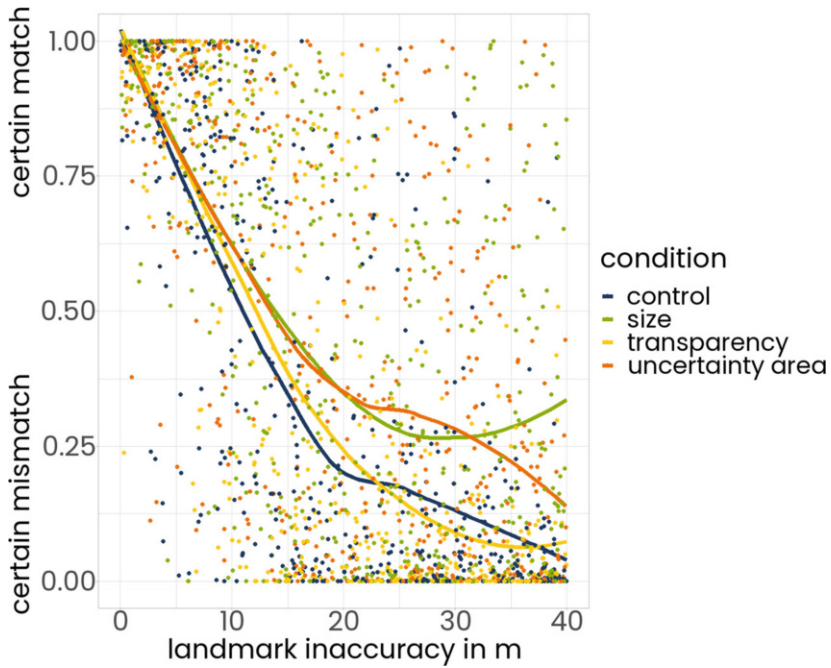 certain match
certain mismatch
1.00
0.75
0.50
0.25
0.00
0 10 20 30 40
landmark inaccuracy in m
condition
control
size
transparency
uncertainty area